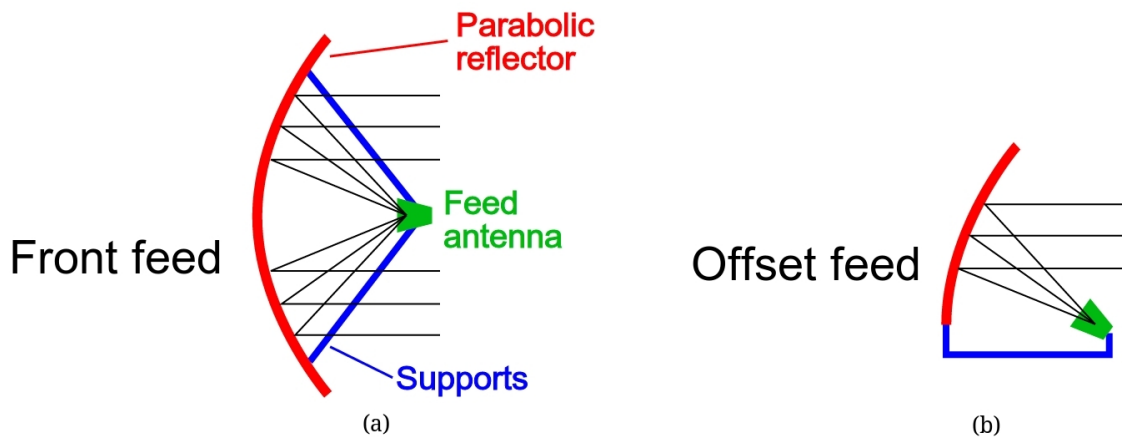 Parabolic
reflector
Feed
antenna
Front feed
Supports
(a)
Offset feed
(b)